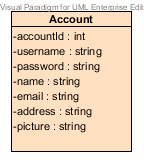 Visual Paradigm for UML Enterprise Edit
Account
-accountId : int
-username : string
-password : string
-name : string
-email : string
-address : string
-picture : string